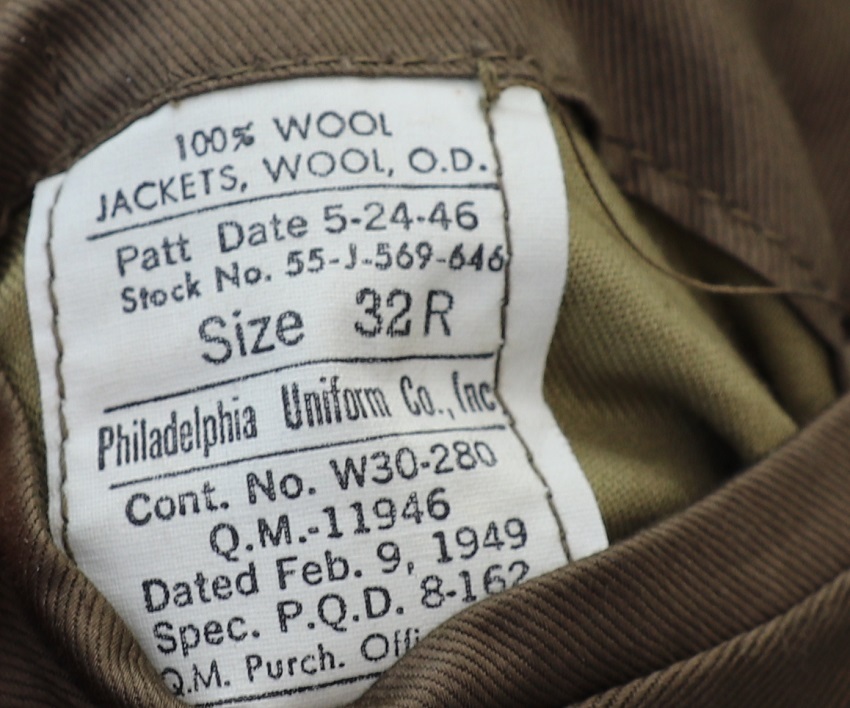 100% WOOL
JACKETS, WOOL, O.D.
Patt Date 5-24-46
Stock No. 55-J-569-646
Size 32R
Philadelphia Uniform Co., Inc
Cont. No. W30-280
Q.M.-11946
Dated Feb. 9, 1949
Spec. P.Q.D. 8-162
Q.M. Purch. Offi